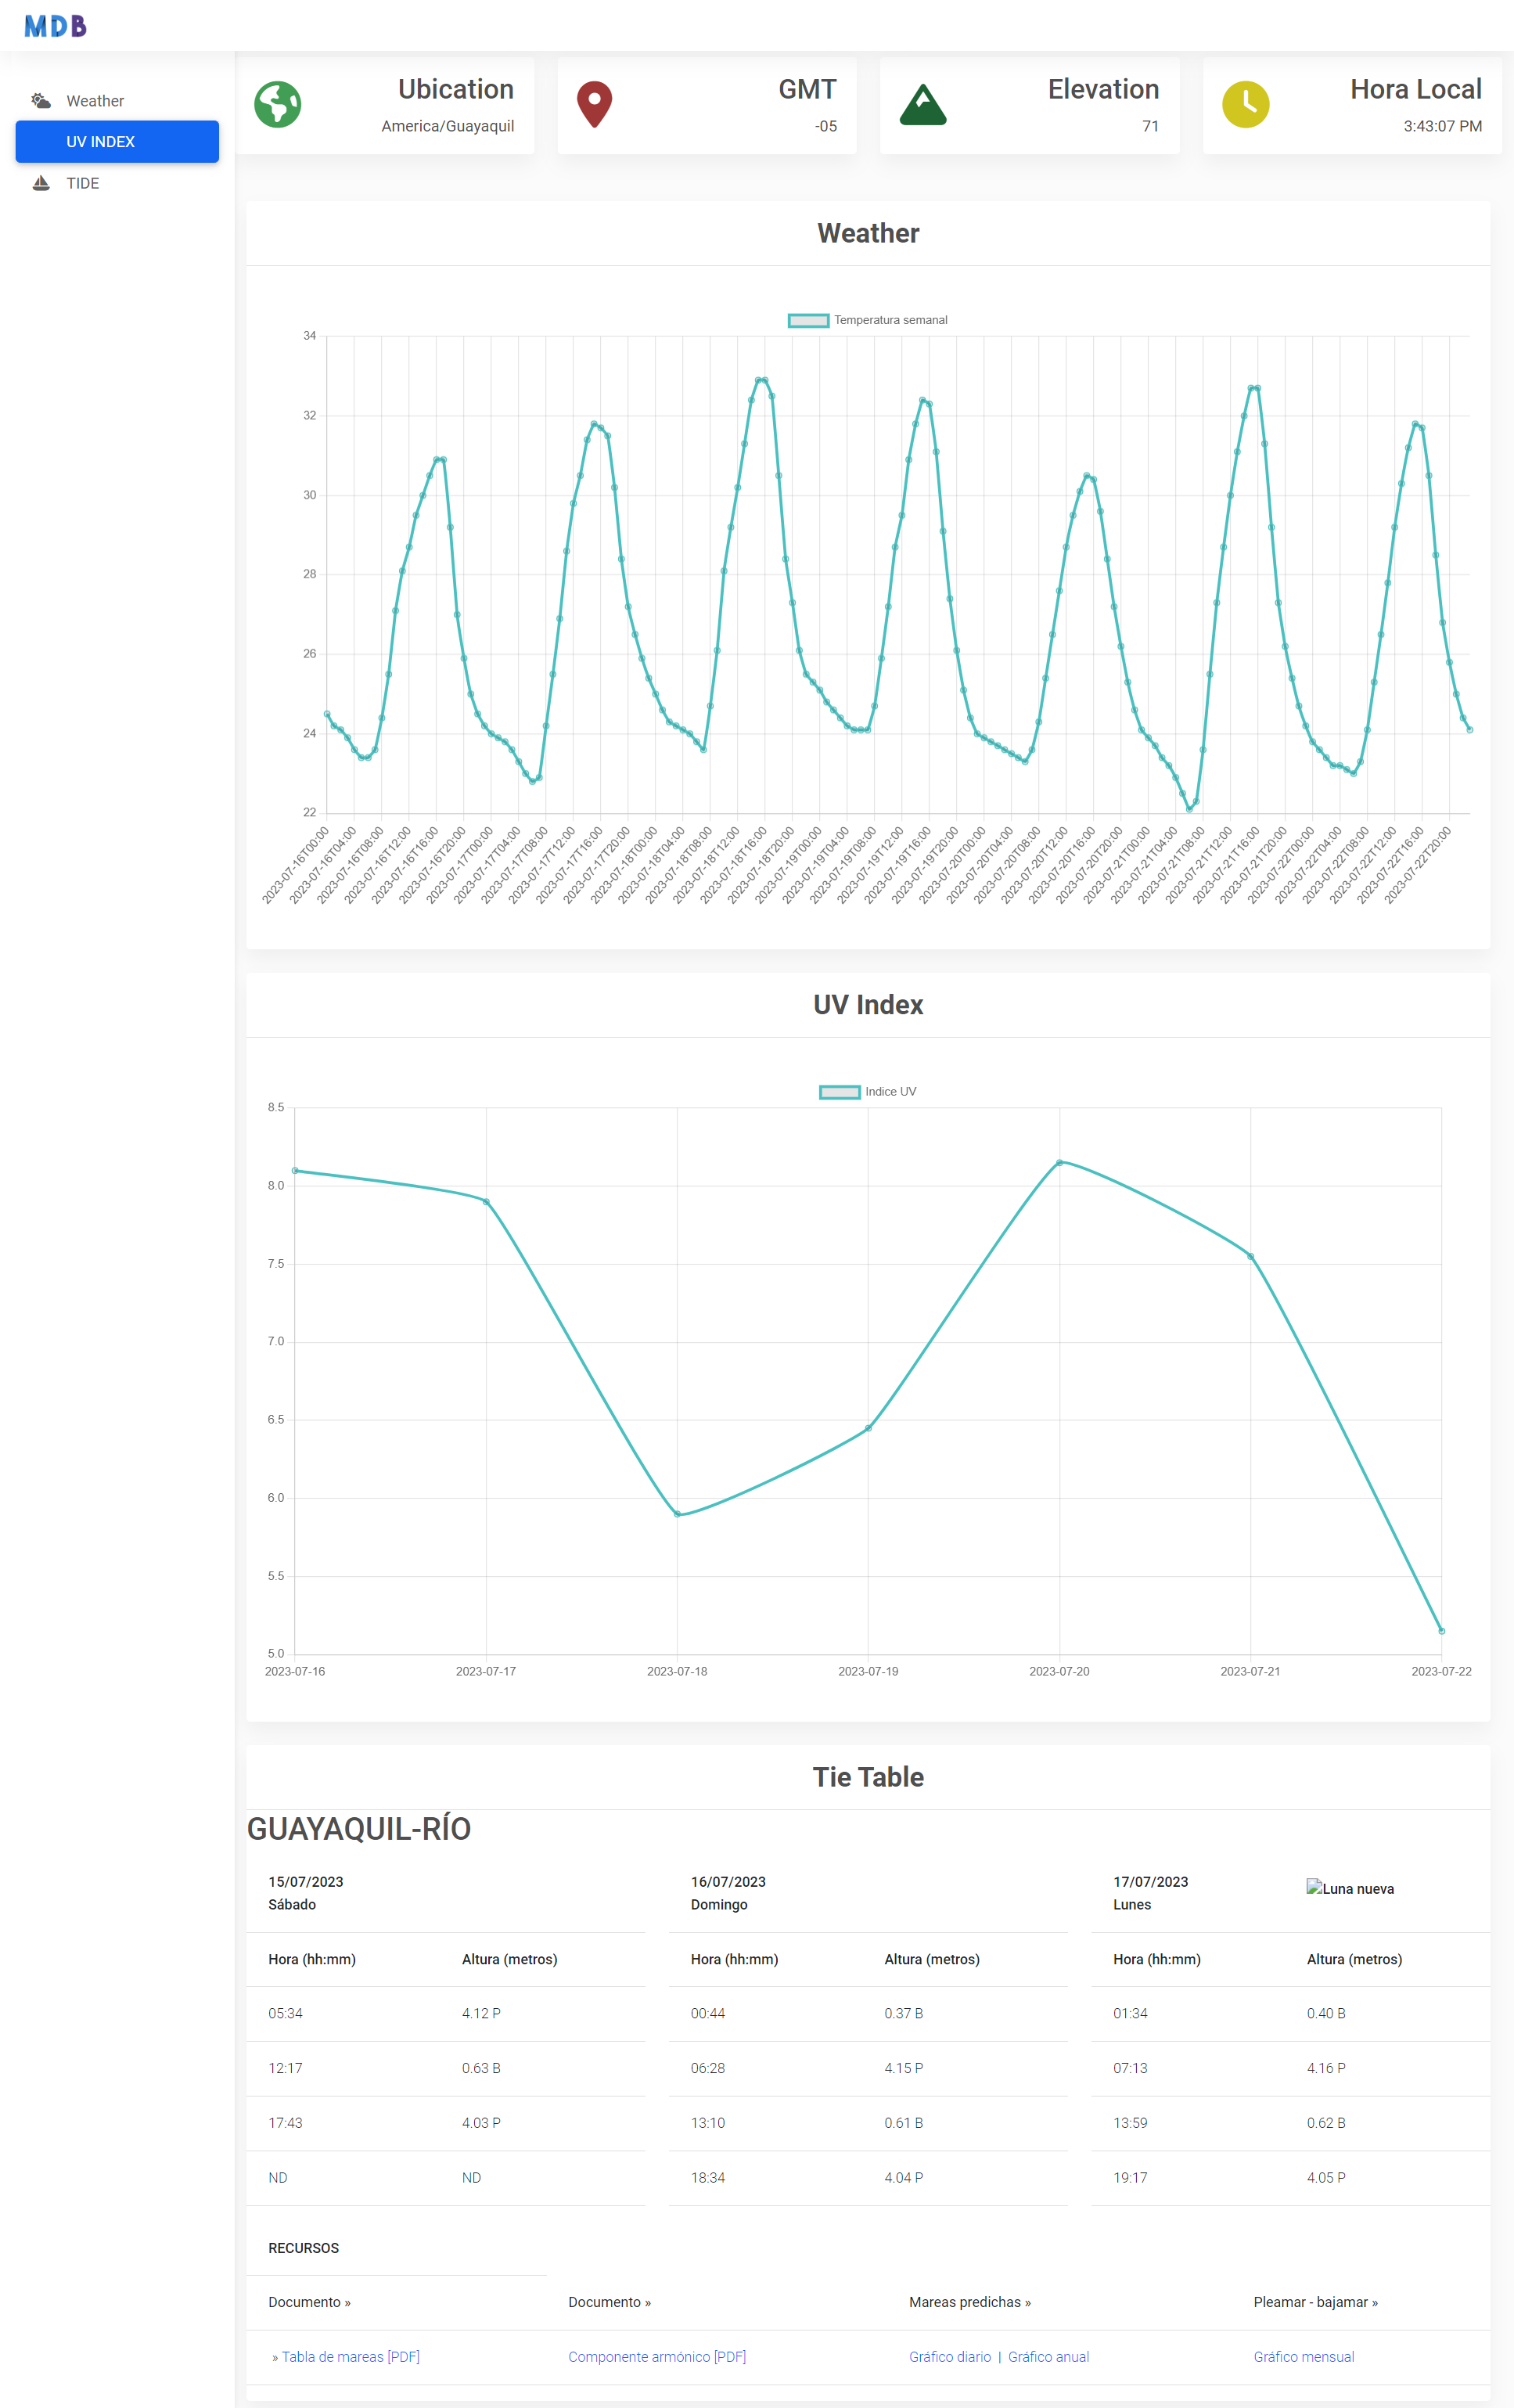 MDB
Weather
UV INDEX
TIDE
Ubication
America/Guayaquil
GMT
-05
Elevation
71
Hora Local
3:43:07 PM
Weather
Temperatura semanal
34
32
30
28
26
24
22
2023-07-16T00:00
2023-07-16T04:00
2023-07-16T08:00
2023-07-16T12:00
2023-07-16T16:00
2023-07-16T20:00
2023-07-17T00:00
2023-07-17T04:00
2023-07-17T08:00
2023-07-17T12:00
2023-07-17T16:00
2023-07-17T20:00
2023-07-18T00:00
2023-07-18T04:00
2023-07-18T08:00
2023-07-18T12:00
2023-07-18T16:00
2023-07-18T20:00
2023-07-19T00:00
2023-07-19T04:00
2023-07-19T08:00
2023-07-19T12:00
2023-07-19T16:00
2023-07-19T20:00
2023-07-20T00:00
2023-07-20T04:00
2023-07-20T08:00
2023-07-20T12:00
2023-07-20T16:00
2023-07-20T20:00
2023-07-21T00:00
2023-07-21T04:00
2023-07-21T08:00
2023-07-21T12:00
2023-07-21T16:00
2023-07-21T20:00
2023-07-22T00:00
2023-07-22T04:00
2023-07-22T08:00
2023-07-22T12:00
2023-07-22T16:00
2023-07-22T20:00
UV Index
Indice UV
8.5
8.0
7.5
7.0
6.5
6.0
5.5
5.0
2023-07-16 2023-07-17 2023-07-18 2023-07-19 2023-07-20 2023-07-21 2023-07-22
Tie Table
GUAYAQUIL-RÍO
15/07/2023
Sábado
Hora (hh:mm) Altura (metros)
05:34 4.12 P
12:17 0.63 B
17:43 4.03 P
ND ND
16/07/2023
Domingo
Hora (hh:mm) Altura (metros)
00:44 0.37 B
06:28 4.15 P
13:10 0.61 B
18:34 4.04 P
17/07/2023
Lunes
Luna nueva
Hora (hh:mm) Altura (metros)
01:34 0.40 B
07:13 4.16 P
13:59 0.62 B
19:17 4.05 P
RECURSOS
Documento » Documento » Mareas predichas » Pleamar - bajamar »
» Tabla de mareas [PDF] Componente armónico [PDF] Gráfico diario | Gráfico anual Gráfico mensual